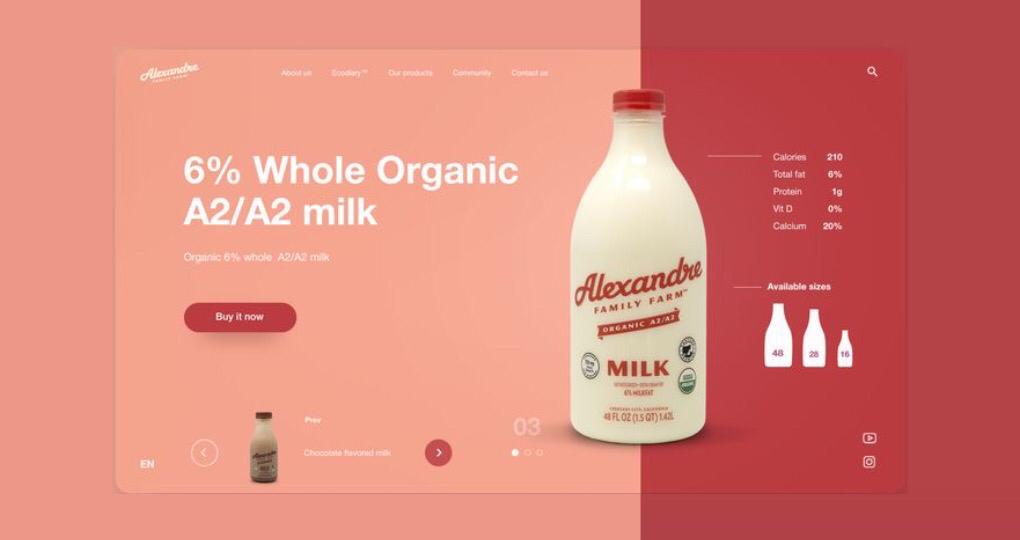 Alexandre
FAMILY FARM
About us
Ecodiary™
Our products
Community
Contact us
6% Whole Organic
A2/A2 milk
Organic 6% whole A2/A2 milk
Buy it now
Prev
Chocolate flavored milk
03
EN
Alexandre
FAMILY FARM™
ORGANIC A2/A2
MILK
6% MILKFAT
48 FL OZ (1.5 QT) 1.42L
Calories 210
Total fat 6%
Protein 1g
Vit D 0%
Calcium 20%
Available sizes
48
28
16